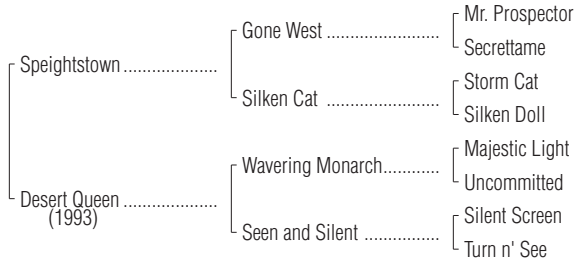 Mr. Prospector
Gone West ........................
Secrettame
Speightstown ....................
Storm Cat
Silken Cat ........................
Silken Doll
Majestic Light
Wavering Monarch............
Uncommitted
Desert Queen ....................
(1993)
Silent Screen
Seen and Silent ................
Turn n' See